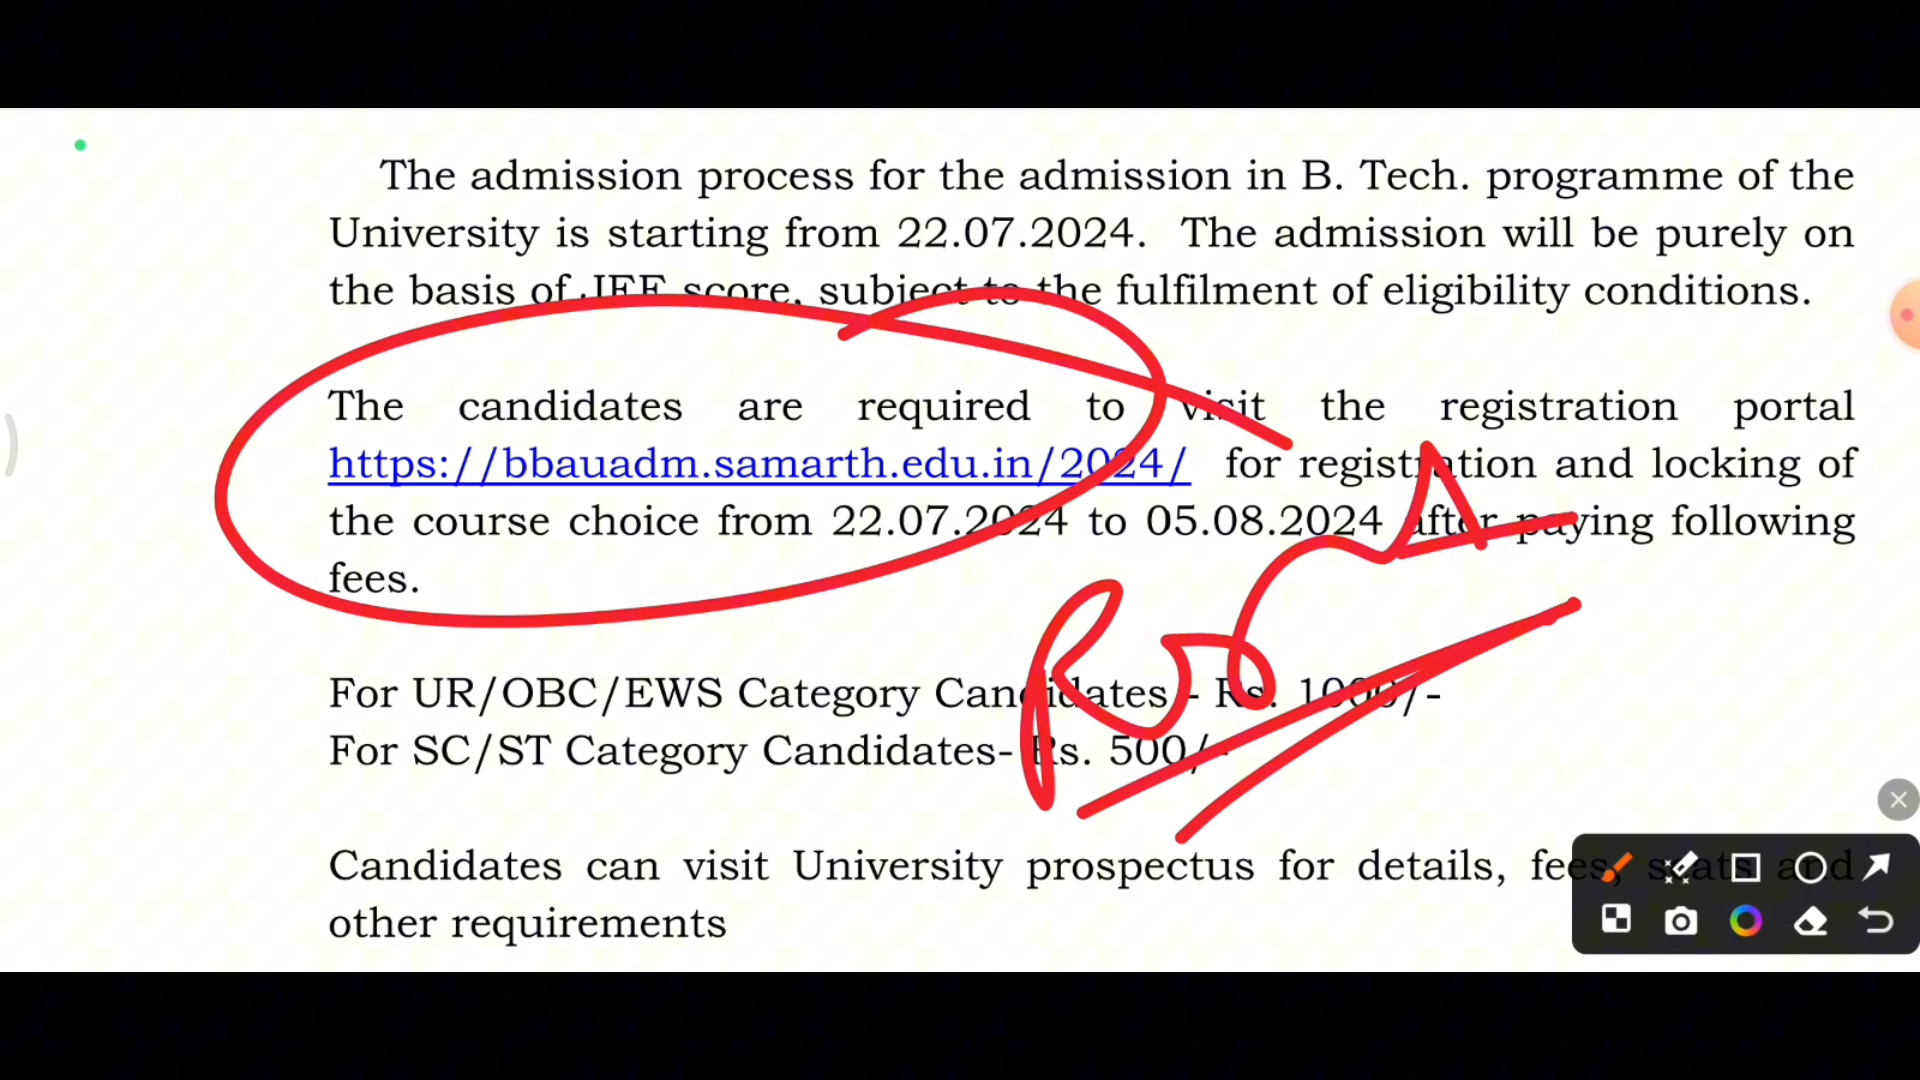 The admission process for the admission in B. Tech. programme of the
University is starting from 22.07.2024. The admission will be purely on
the basis of JEE score, subject to the fulfilment of eligibility conditions.
The candidates are required to visit the registration portal
https://bbauadm.samarth.edu.in/2024/ for registration and locking of
the course choice from 22.07.2024 to 05.08.2024 after paying following
fees.
For UR/OBC/EWS Category Candidates - Rs. 1000/-
For SC/ST Category Candidates- Rs. 500/-
Candidates can visit University prospectus for details, fees, seats and
other requirements